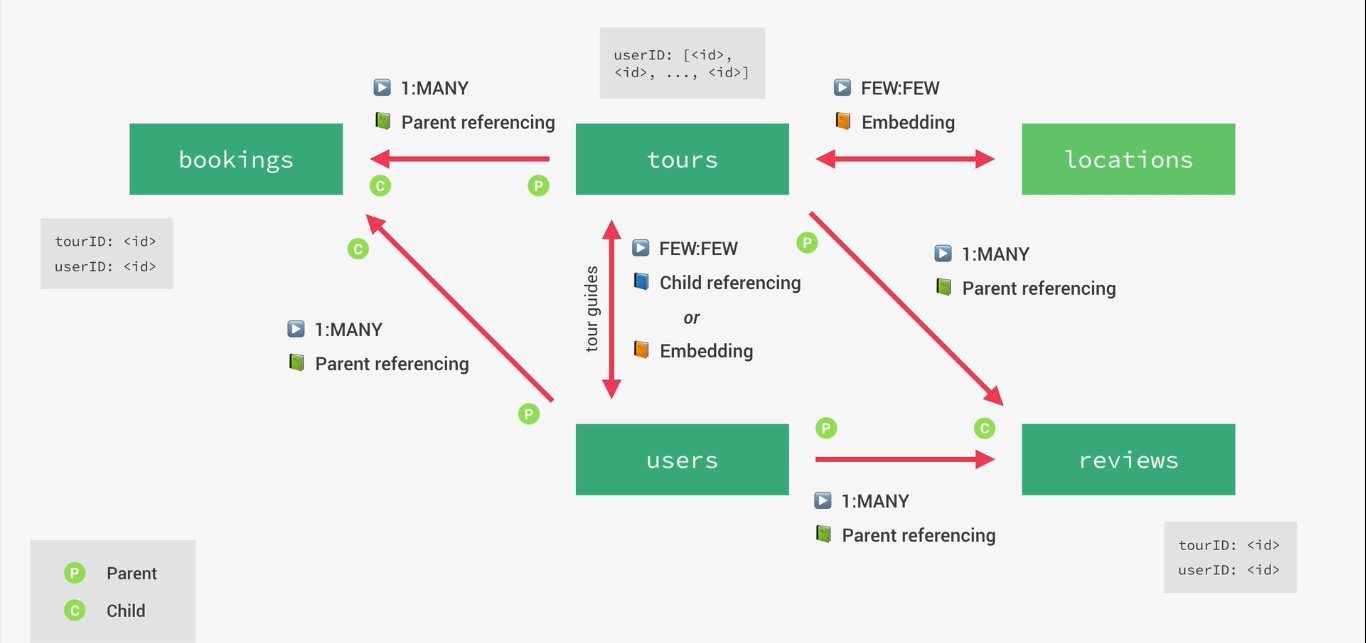 userID: [<id>,
<id>, ..., <id>]
1:MANY
Parent referencing
FEW:FEW
Embedding
bookings
tours
locations
C
P
tourID: <id>
userID: <id>
C
1:MANY
Parent referencing
P
tour guides
FEW:FEW
Child referencing
or
Embedding
P
1:MANY
Parent referencing
users
P
C
reviews
1:MANY
Parent referencing
tourID: <id>
userID: <id>
P Parent
C Child